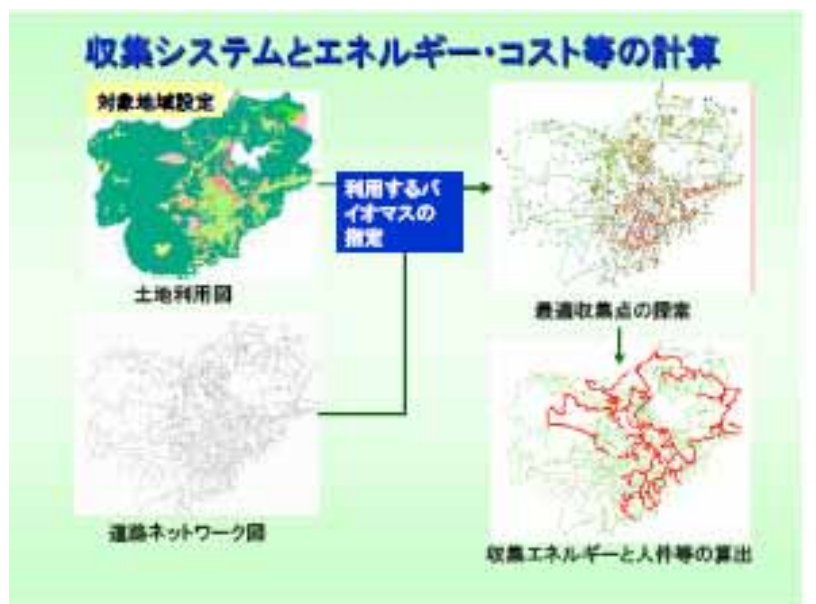 収集システムとエネルギー・コスト等の計算
対象地域設定
利用するバ
イオマスの
指定
土地利用図
最適収集点の探索
道路ネットワーク図
収集エネルギーと人件等の算出